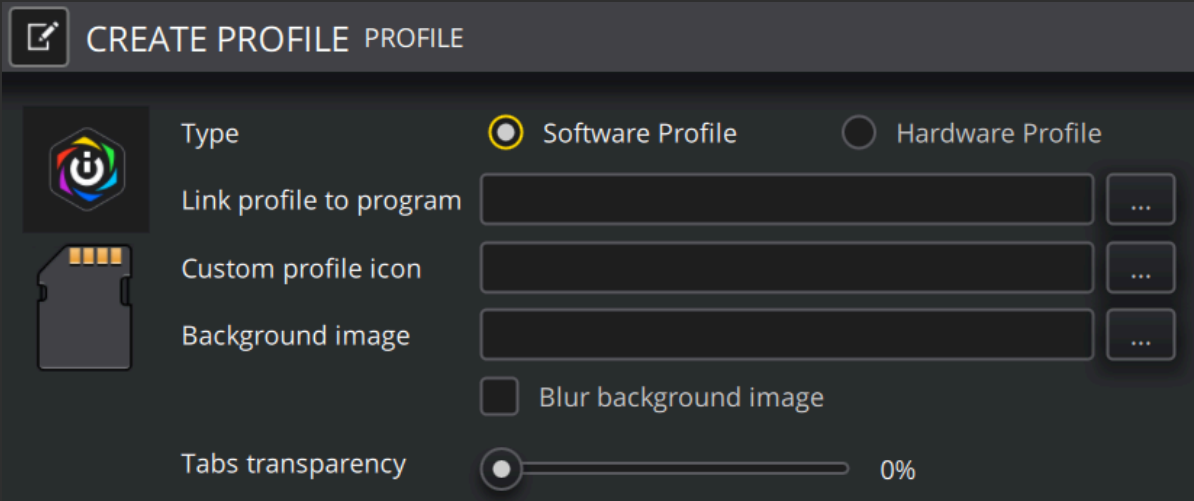 CREATE PROFILE PROFILE
Type Software Profile Hardware Profile
Link profile to program ...
Custom profile icon ...
Background image ...
Blur background image
Tabs transparency 0%